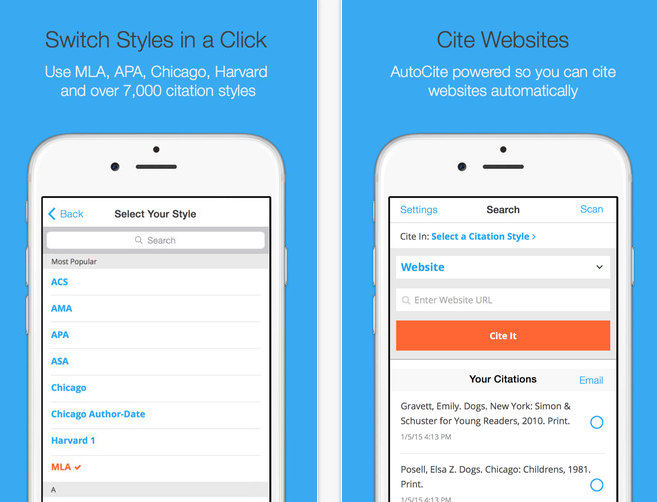 Switch Styles in a Click
Use MLA, APA, Chicago, Harvard
and over 7,000 citation styles
Back
Select Your Style
Search
Most Popular
ACS
AMA
APA
ASA
Chicago
Chicago Author-Date
Harvard 1
MLA
A
Cite Websites
AutoCite powered so you can cite
websites automatically
Settings
Search
Scan
Cite In: Select a Citation Style >
Website
Enter Website URL
Cite It
Your Citations
Email
Gravett, Emily. Dogs. New York: Simon &
Schuster for Young Readers, 2010. Print.
1/5/15 4:13 PM
Posell, Elsa Z. Dogs. Chicago: Childrens, 1981.
Print.
1/5/15 4:13 PM